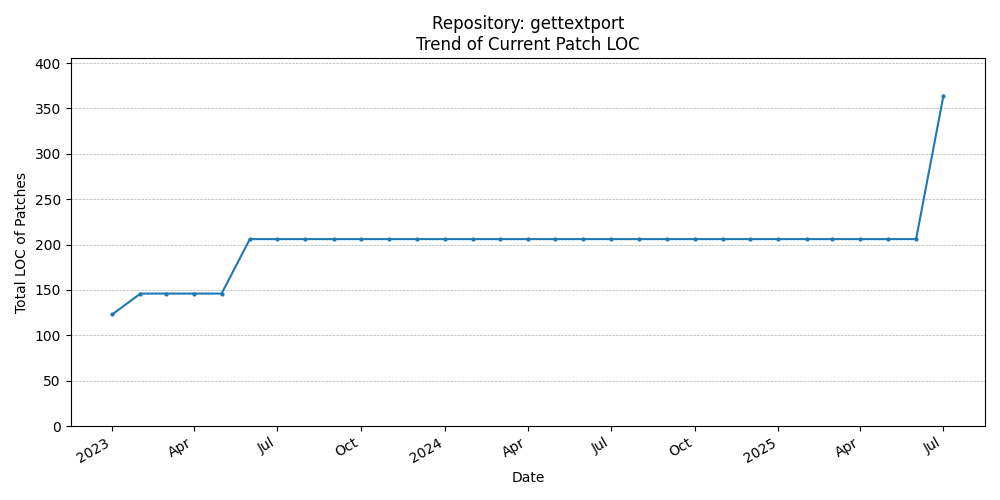 Repository: gettextport
Trend of Current Patch LOC
400
350
300
250
200
150
100
50
0
Total LOC of Patches
2023
Apr
Jul
Oct
2024
Apr
Jul
Oct
2025
Apr
Jul
Date